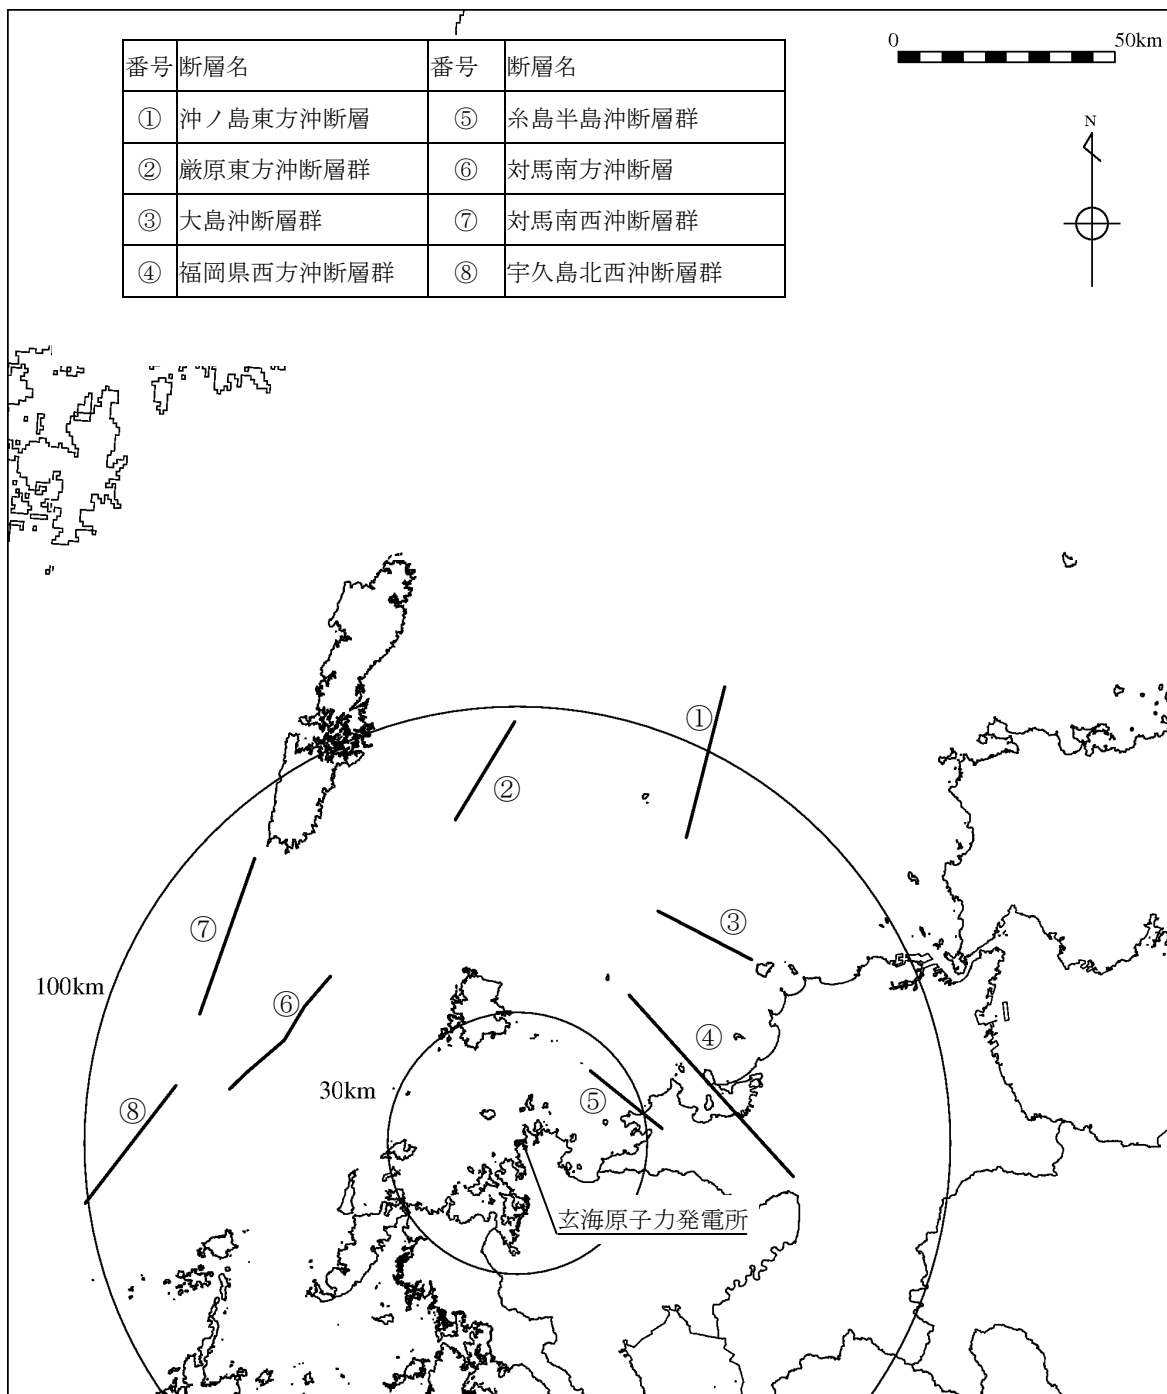 0 50km
番号 断層名 番号 断層名
① 沖ノ島東方沖断層 ⑤ 糸島半島沖断層群
② 厳原東方沖断層群 ⑥ 対馬南方沖断層
③ 大島沖断層群 ⑦ 対馬南西沖断層群
④ 福岡県西方沖断層群 ⑧ 宇久島北西沖断層群
N
①
②
③
⑦
100km
⑥
④
30km
⑤
⑧
玄海原子力発電所